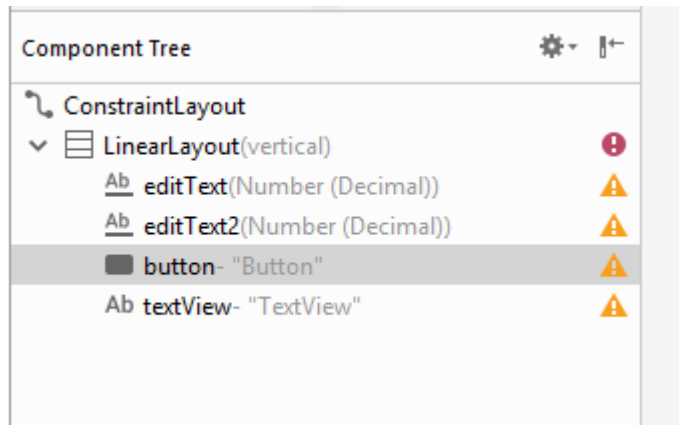 Component Tree
ConstraintLayout
LinearLayout(vertical)
Ab editText(Number (Decimal))
Ab editText2(Number (Decimal))
button- "Button"
Ab textView- "TextView"